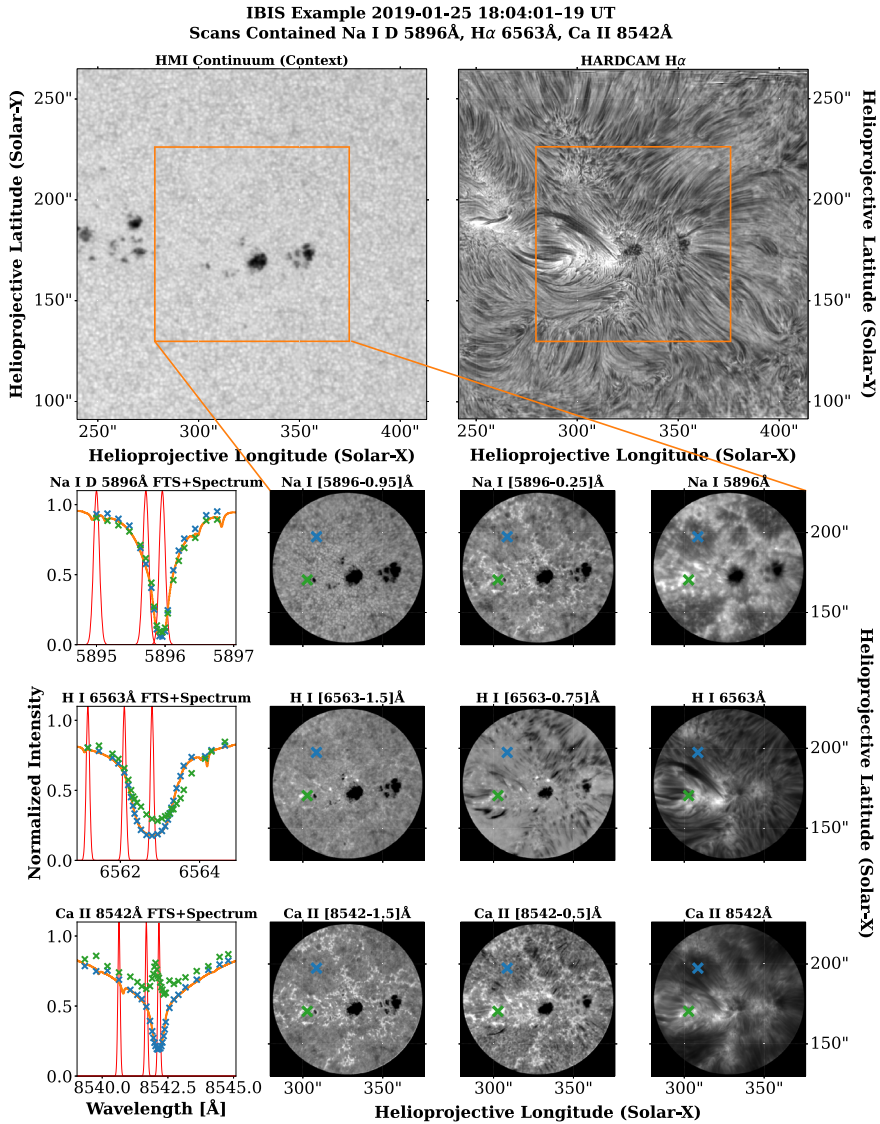 IBIS Example 2019-01-25 18:04:01–19 UT
Scans Contained Na I D 5896Å, Hα 6563Å, Ca II 8542Å
HMI Continuum (Context)
HARDCAM Hα
Helioprojective Latitude (Solar-Y)
250"
200"
150"
100"
250"
200"
150"
100"
Helioprojective Latitude (Solar-Y)
250" 300" 350" 400"
250" 300" 350" 400"
Helioprojective Longitude (Solar-X)
Helioprojective Longitude (Solar-X)
Na I D 5896Å FTS+Spectrum
Na I [5896-0.95]Å
Na I [5896-0.25]Å
Na I 5896Å
1.0
0.5
0.0
5895 5896 5897
200"
150"
H I 6563Å FTS+Spectrum
H I [6563-1.5]Å
H I [6563-0.75]Å
H I 6563Å
Normalized Intensity
1.0
0.5
0.0
6562 6564
200"
150"
Helioprojective Latitude (Solar-X)
Ca II 8542Å FTS+Spectrum
Ca II [8542-1.5]Å
Ca II [8542-0.5]Å
Ca II 8542Å
1.0
0.5
0.0
8540.0 8542.5 8545.0
200"
150"
300" 350"
300" 350"
300" 350"
Wavelength [Å]
Helioprojective Longitude (Solar-X)